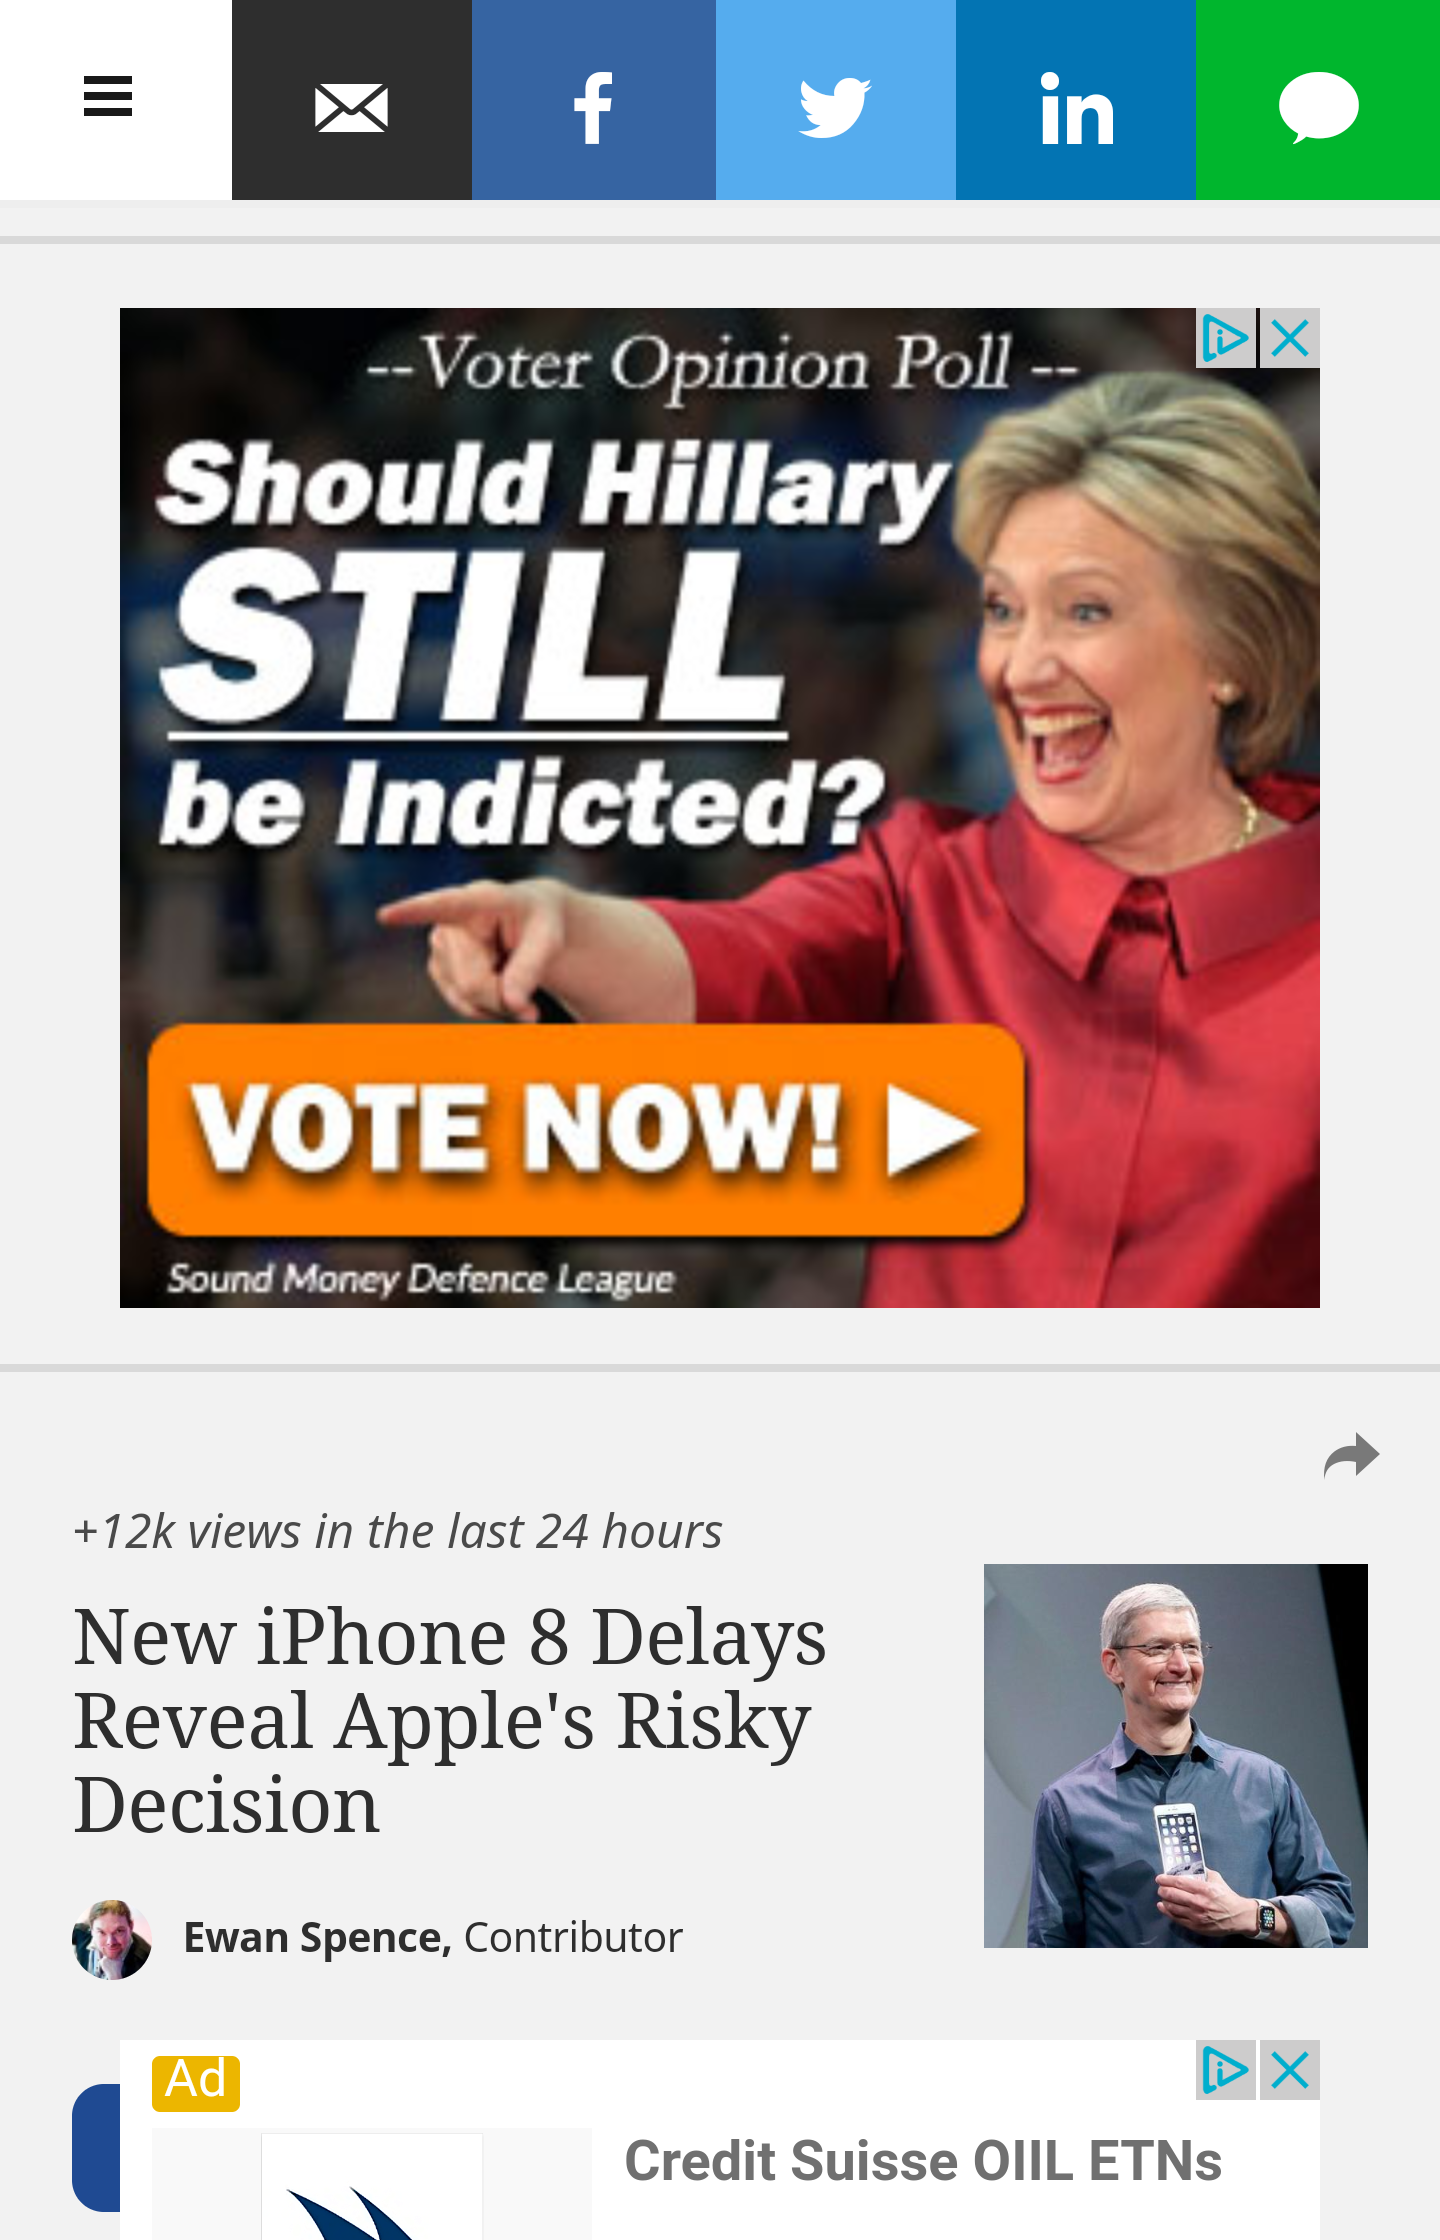 --Voter Opinion Poll --
Should Hillary
STILL
be Indicted?
VOTE NOW!
Sound Money Defence League
+12k views in the last 24 hours
New iPhone 8 Delays
Reveal Apple's Risky
Decision
Ewan Spence, Contributor
Ad
Credit Suisse OIIL ETNs